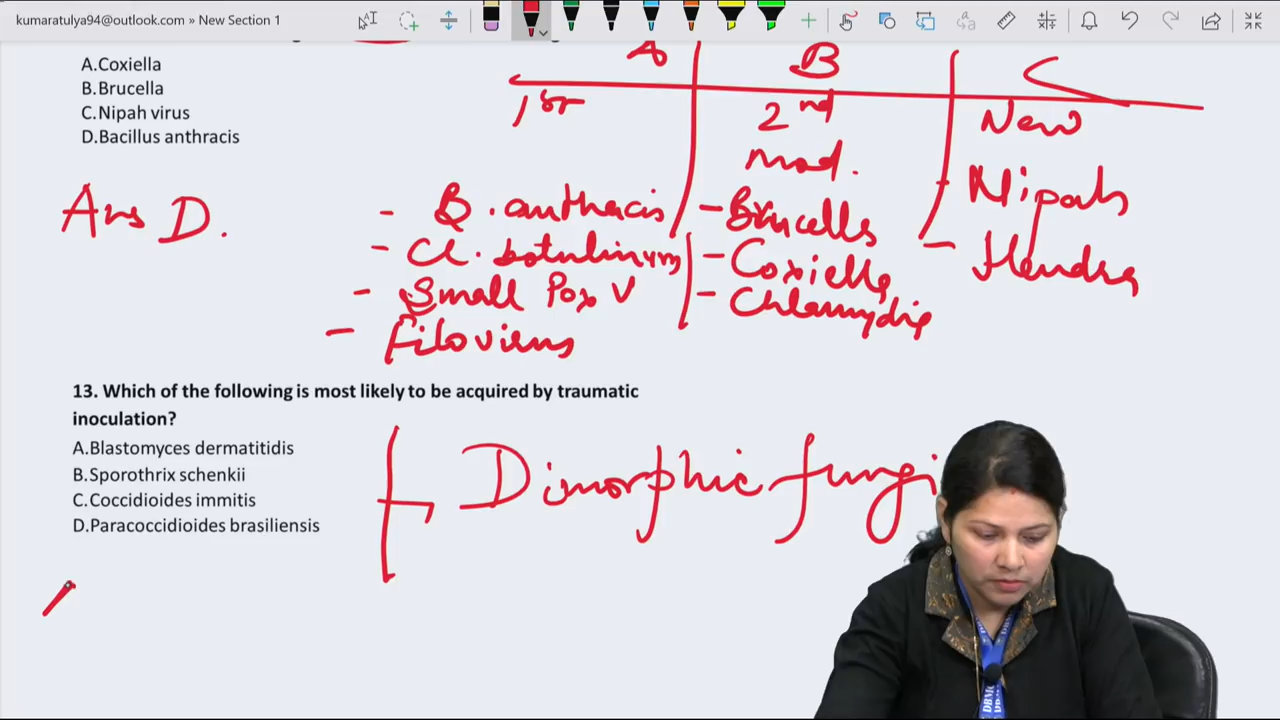 kumaratulya94@outlook.com » New Section 1
A.Coxiella
B.Brucella
C.Nipah virus
D.Bacillus anthracis
A B C
1st 2nd New
mod.
Ans D.
- B. anthracis - Brucella - Nipah
- Cl. botulinum - Coxiella - Hendra
- Small Pox V - Chlamydia
- Filoviens
13. Which of the following is most likely to be acquired by traumatic
inoculation?
A.Blastomyces dermatitidis
B.Sporothrix schenkii
C.Coccidioides immitis
D.Paracoccidioides brasiliensis
Dimorphic fungi
DBMC